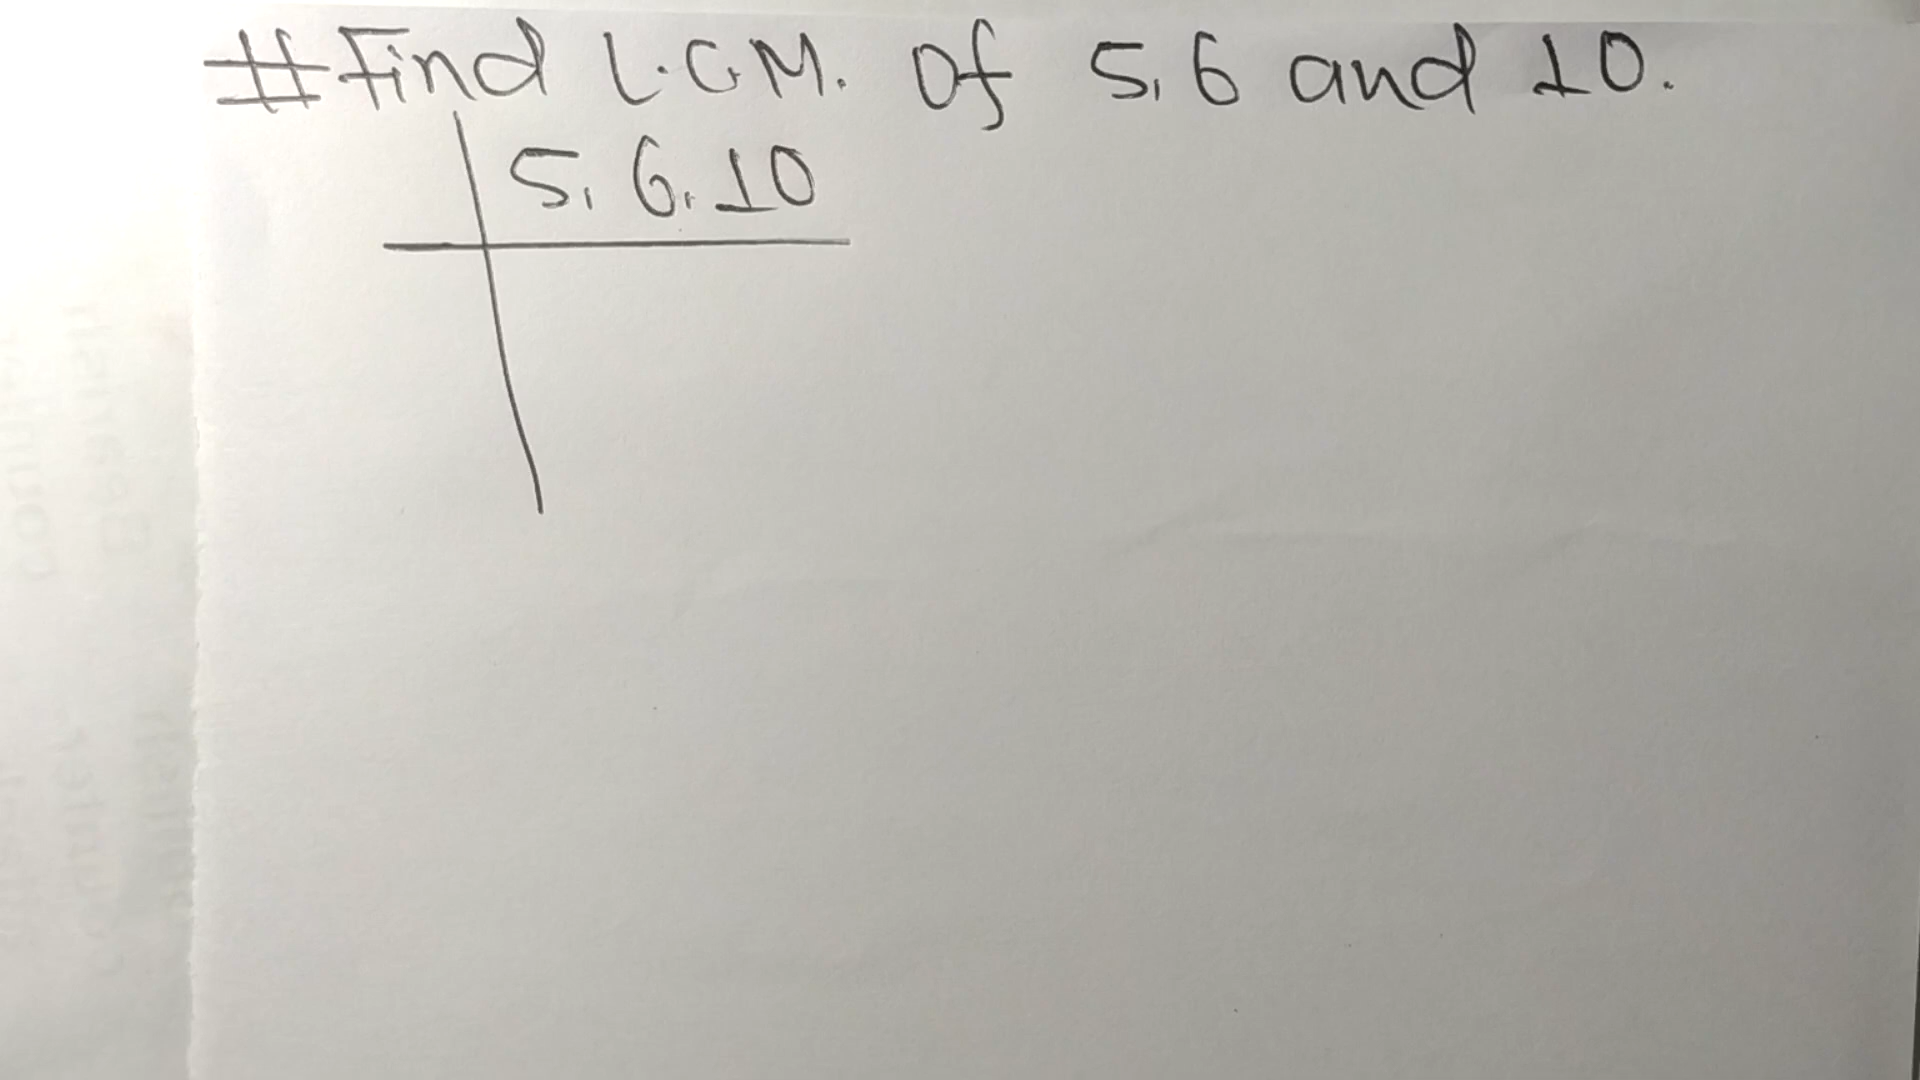 # Find L.C.M. of 5, 6 and 10.
5, 6, 10